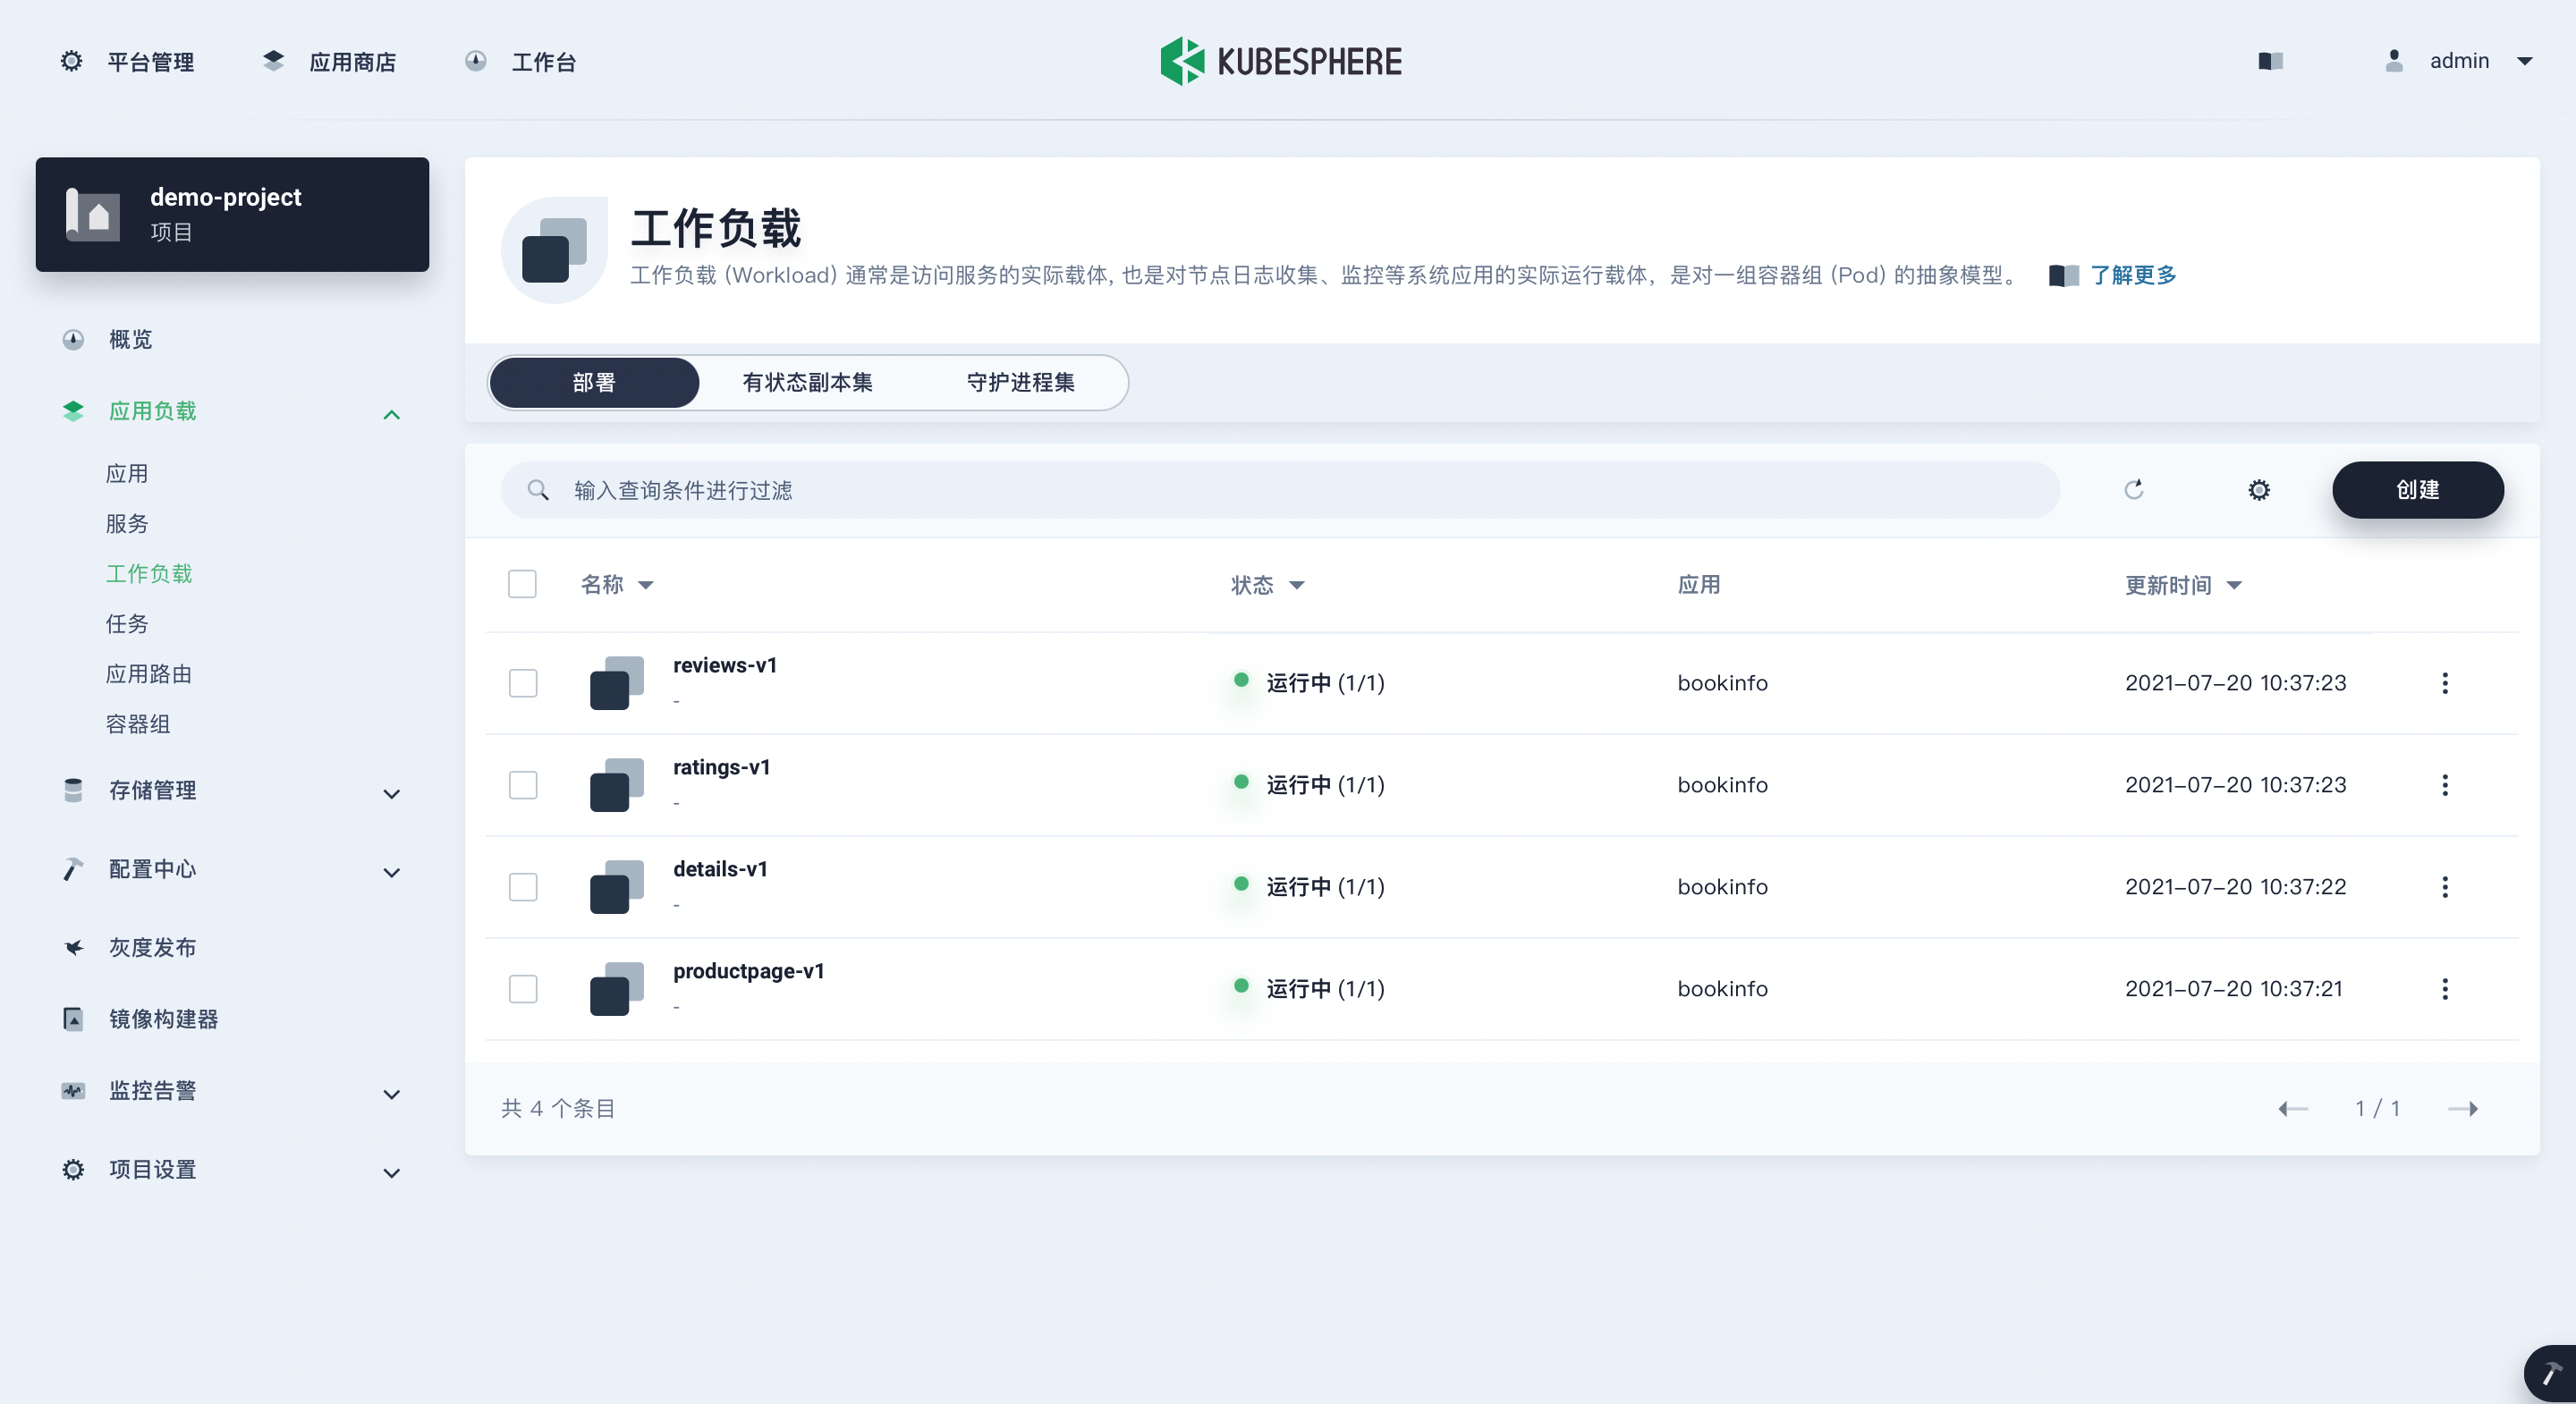 平台管理
应用商店
工作台
KUBESPHERE
admin
demo-project
项目
概览
应用负载
应用
服务
工作负载
任务
应用路由
容器组
存储管理
配置中心
灰度发布
镜像构建器
监控告警
项目设置
工作负载
工作负载 (Workload) 通常是访问服务的实际载体, 也是对节点日志收集、监控等系统应用的实际运行载体，是对一组容器组 (Pod) 的抽象模型。 了解更多
部署 有状态副本集 守护进程集
输入查询条件进行过滤
创建
名称 状态 应用 更新时间
reviews-v1
-
运行中 (1/1) bookinfo 2021-07-20 10:37:23
ratings-v1
-
运行中 (1/1) bookinfo 2021-07-20 10:37:23
details-v1
-
运行中 (1/1) bookinfo 2021-07-20 10:37:22
productpage-v1
-
运行中 (1/1) bookinfo 2021-07-20 10:37:21
共 4 个条目
1 / 1